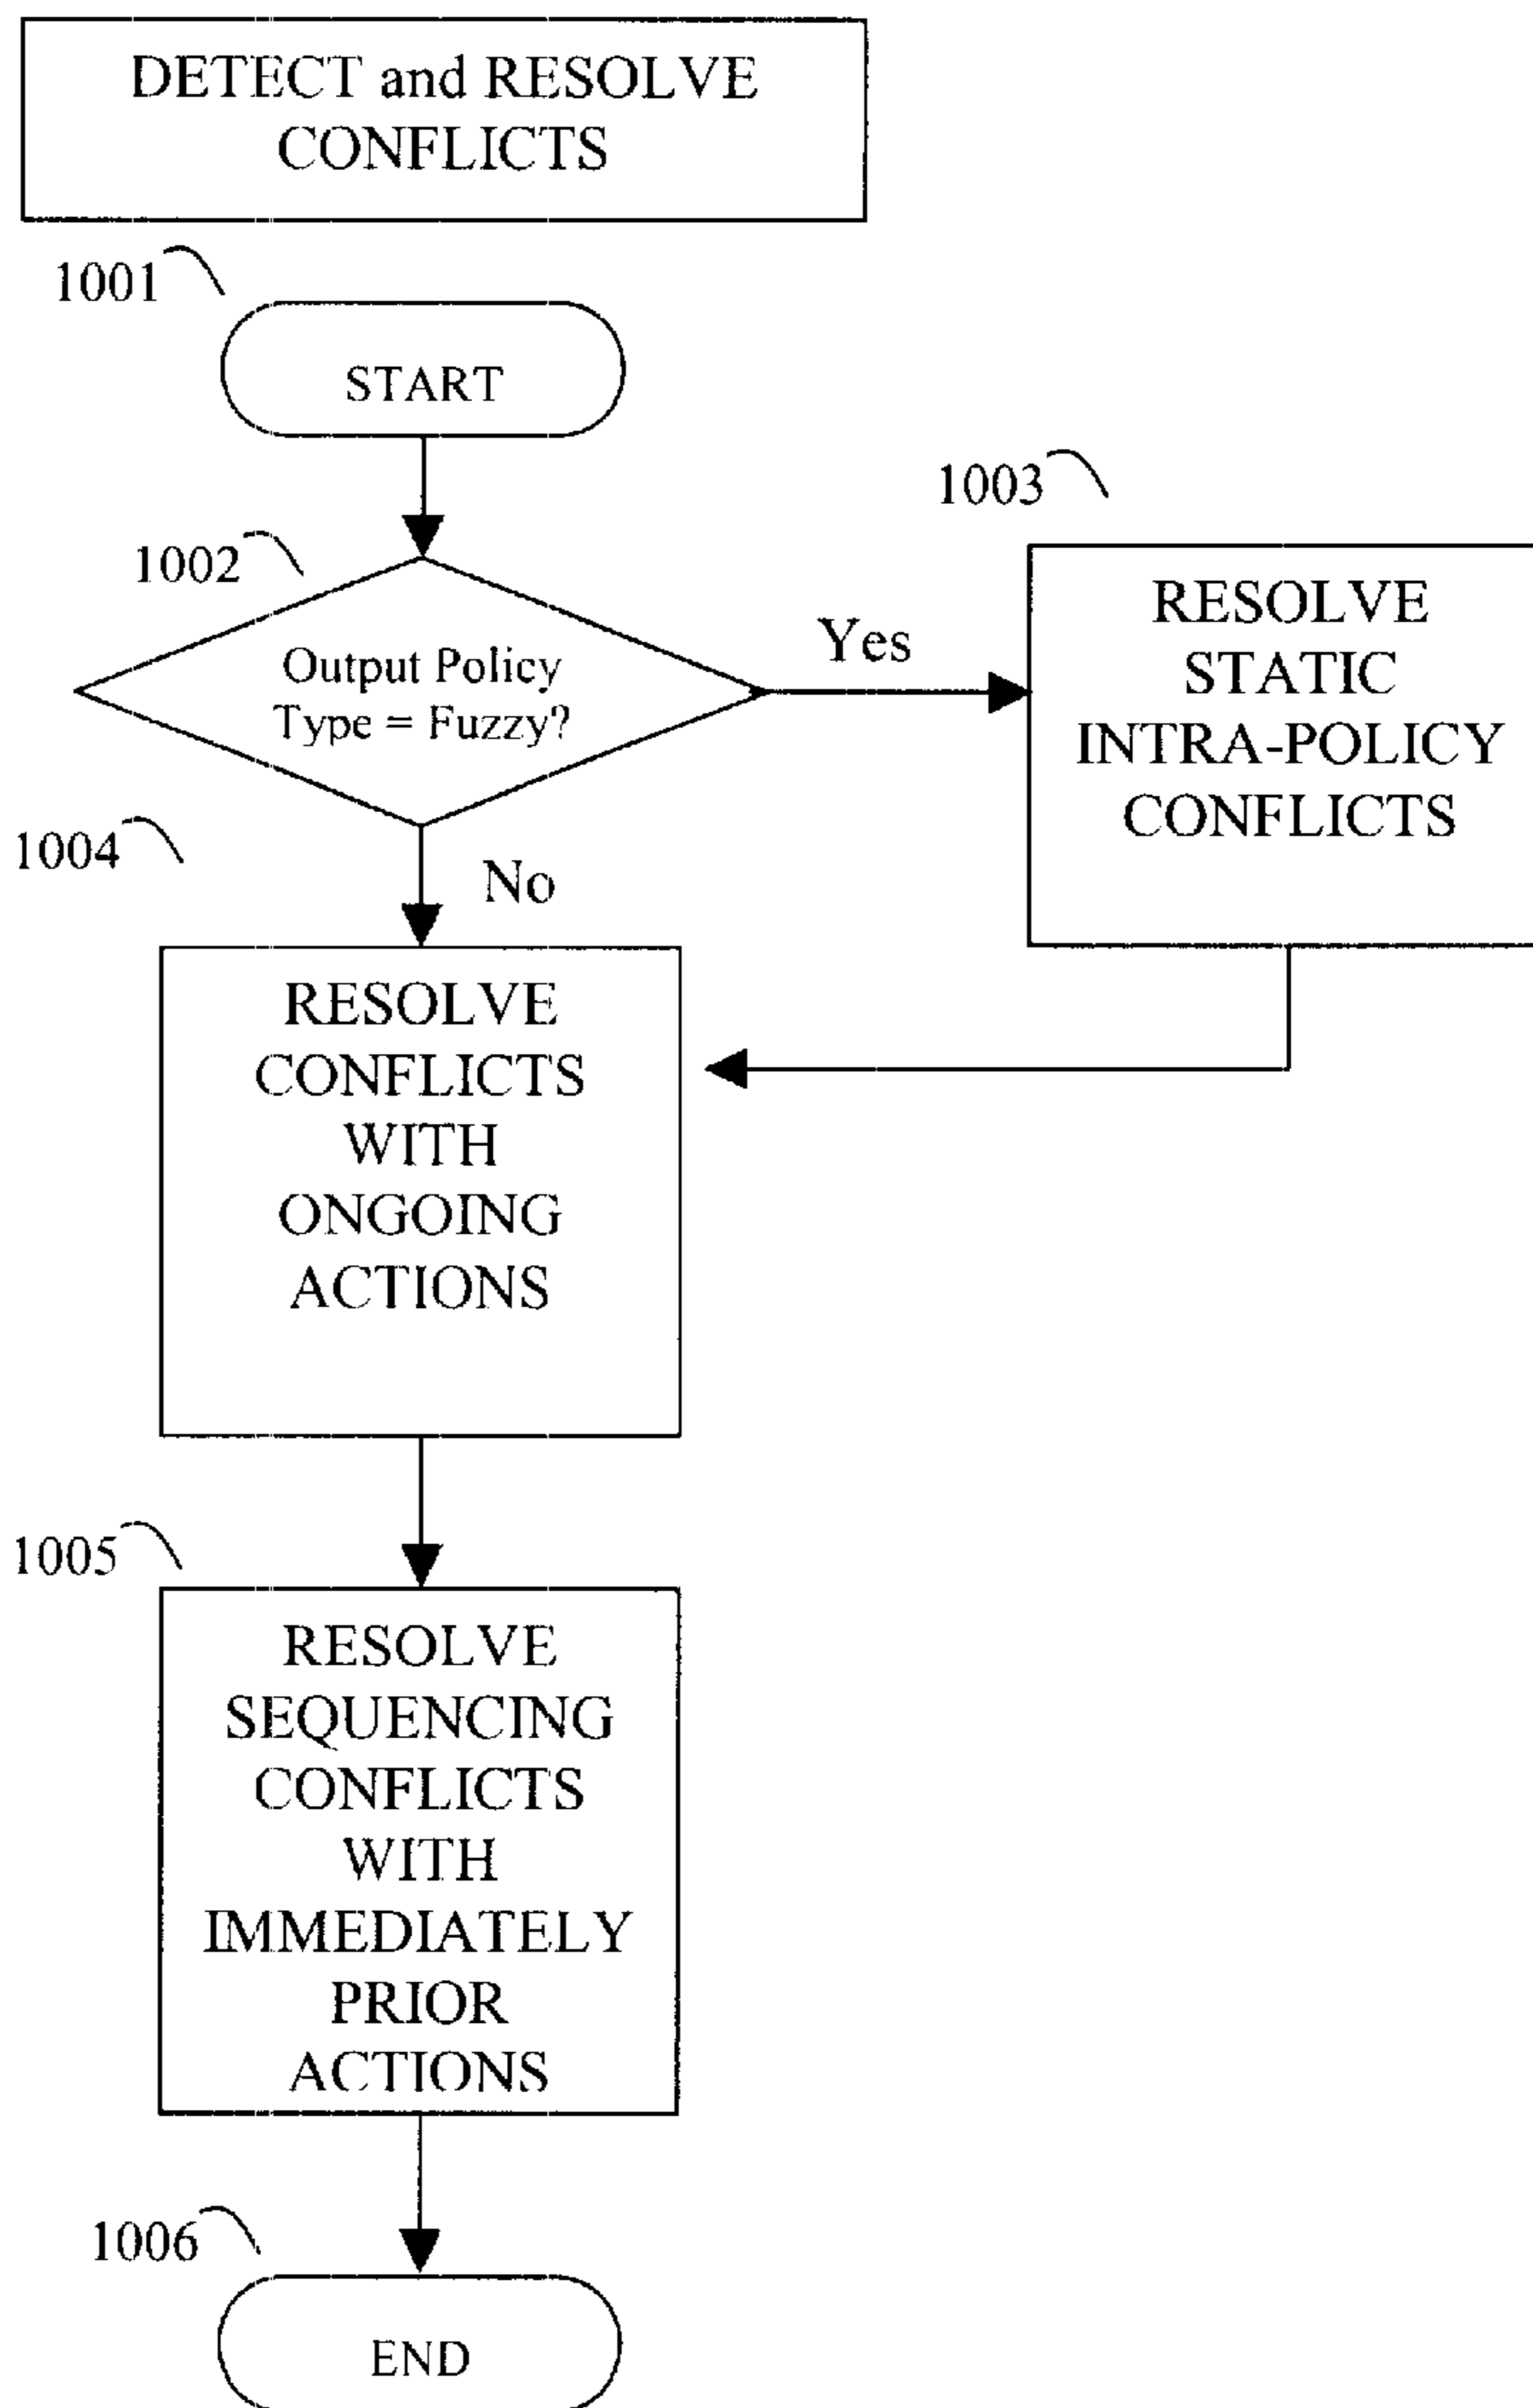 DETECT and RESOLVE
CONFLICTS
1001
START
1002
Output Policy
Type = Fuzzy?
Yes
1003
RESOLVE
STATIC
INTRA-POLICY
CONFLICTS
No
1004
RESOLVE
CONFLICTS
WITH
ONGOING
ACTIONS
1005
RESOLVE
SEQUENCING
CONFLICTS
WITH
IMMEDIATELY
PRIOR
ACTIONS
1006
END